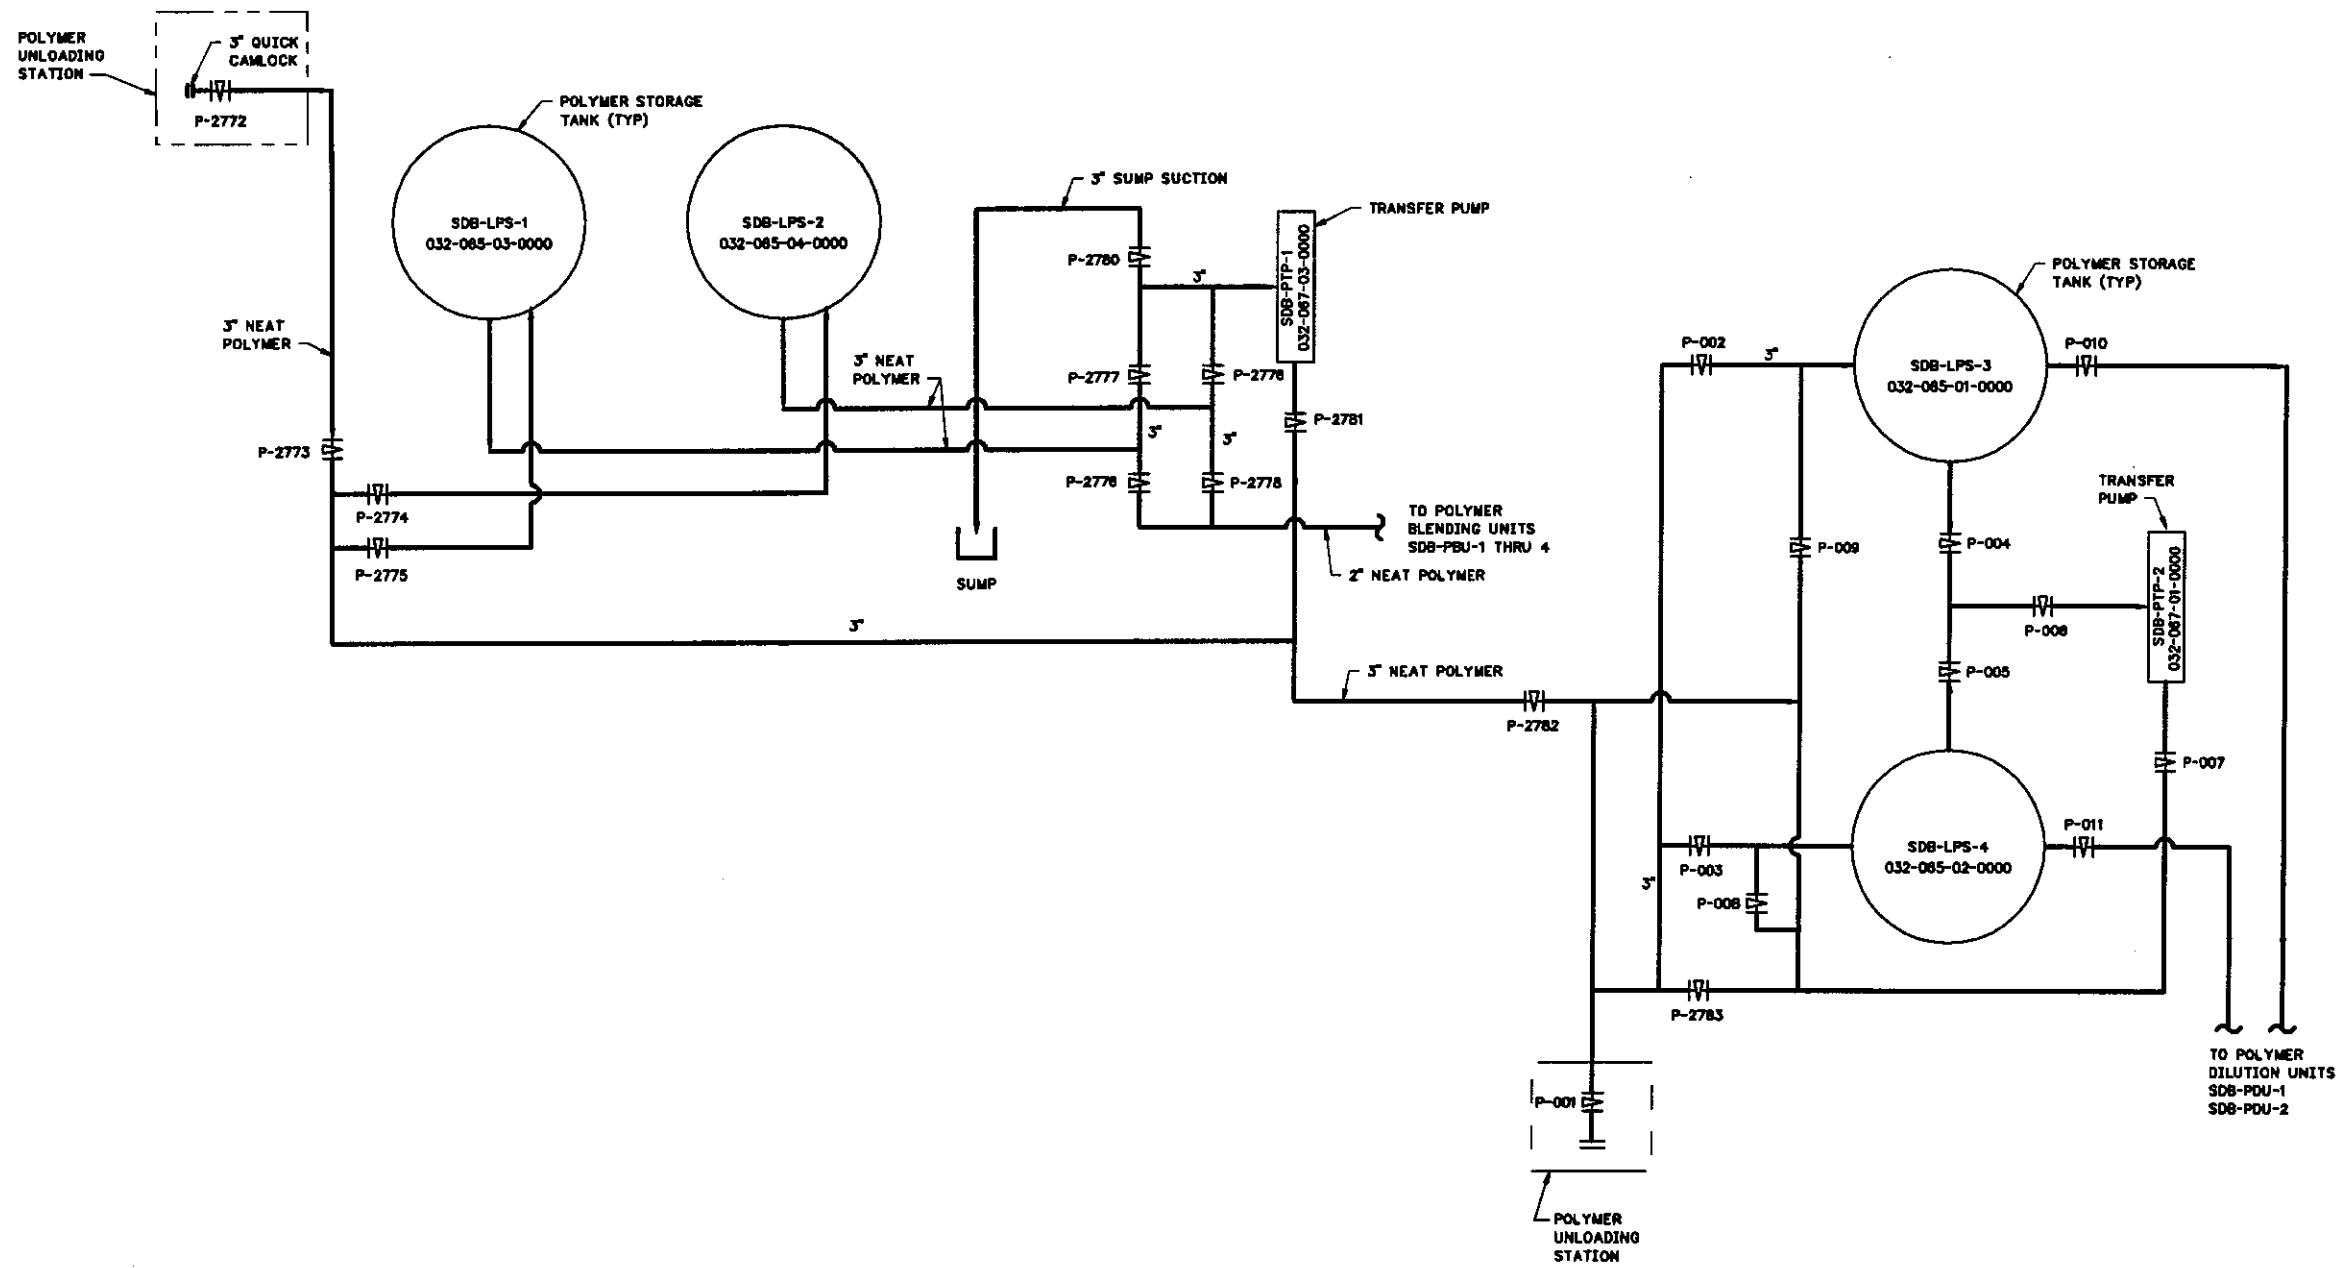 POLYMER
UNLOADING
STATION
3" QUICK
CAMLOCK
P-2772
POLYMER STORAGE
TANK (TYP)
SDB-LPS-1
032-065-03-0000
SDB-LPS-2
032-065-04-0000
3" SUMP SUCTION
TRANSFER PUMP
P-2780
3"
SDB-PTP-1
032-067-03-0000
3" NEAT
POLYMER
3" NEAT
POLYMER
P-2777
P-2776
P-2781
3"
3"
P-2773
P-2776
P-2778
P-2774
P-2775
SUMP
TO POLYMER
BLENDING UNITS
SDB-PBU-1 THRU 4
2" NEAT POLYMER
3"
3" NEAT POLYMER
P-2782
POLYMER STORAGE
TANK (TYP)
P-002
3"
SDB-LPS-3
032-065-01-0000
P-010
TRANSFER
PUMP
P-009
P-004
P-006
SDB-PTP-2
032-067-01-0000
P-005
P-007
P-003
3"
P-008
SDB-LPS-4
032-065-02-0000
P-011
P-2783
P-001
TO POLYMER
DILUTION UNITS
SDB-PDU-1
SDB-PDU-2
POLYMER
UNLOADING
STATION